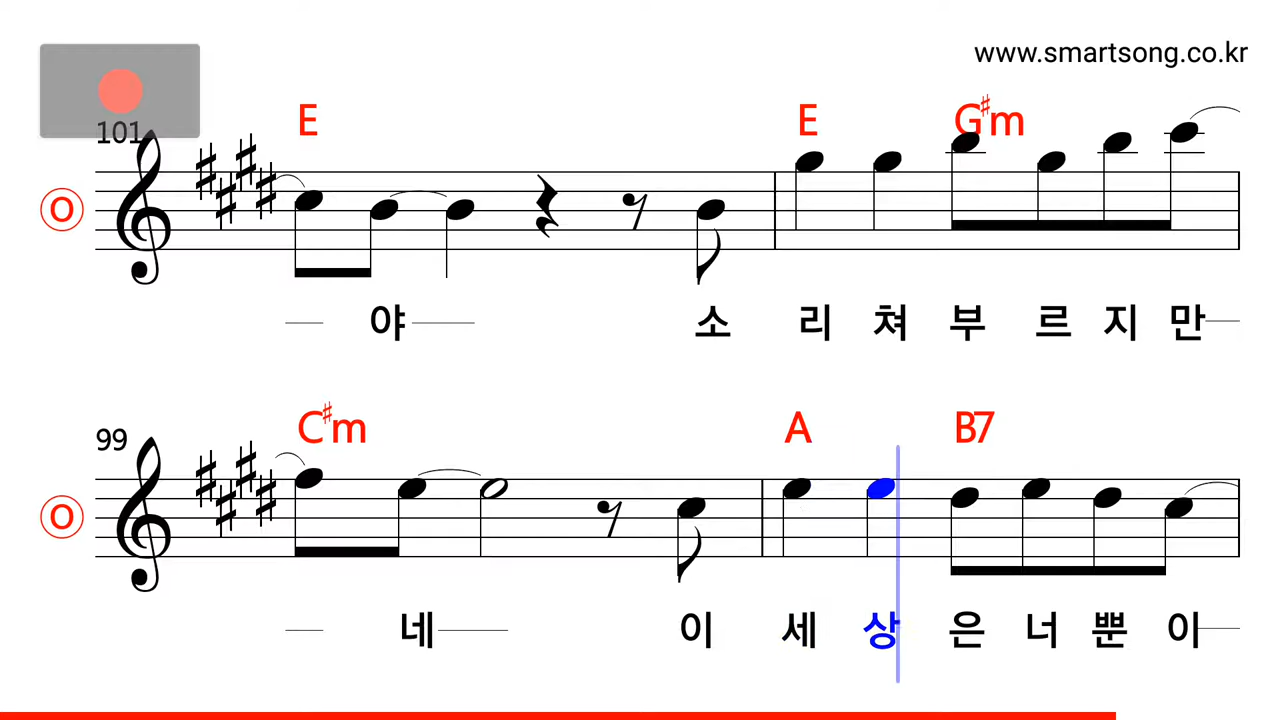 www.smartsong.co.kr
101
E E G♯m
O
야 소 리 쳐 부 르 지 만
99
C♯m A B7
O
네 이 세 상 은 너 뿐 이